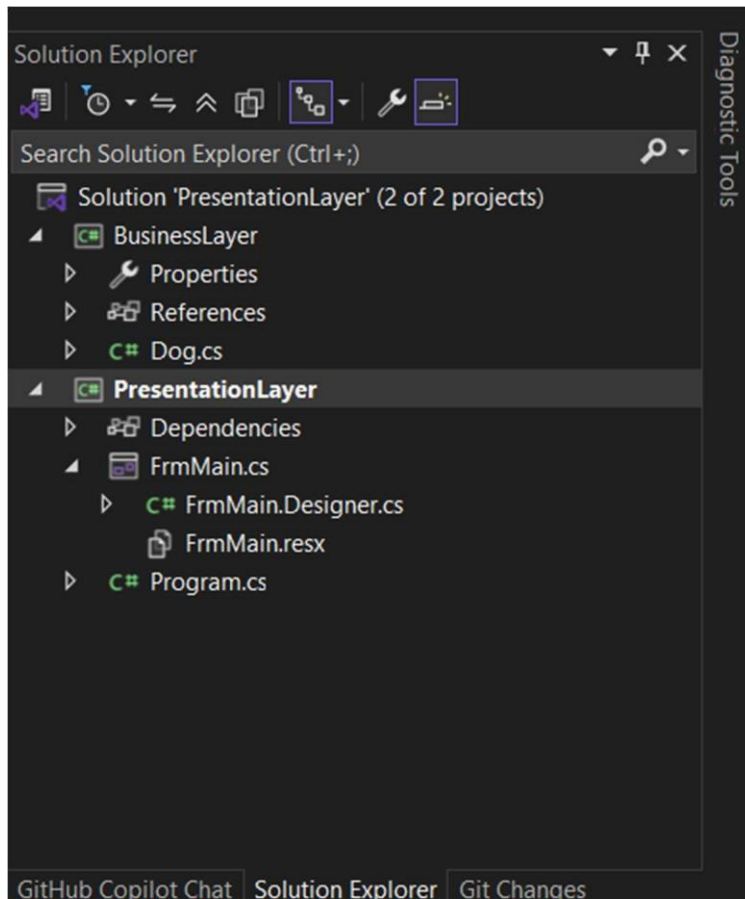 Solution Explorer
Search Solution Explorer (Ctrl+;)
Solution 'PresentationLayer' (2 of 2 projects)
C# BusinessLayer
Properties
References
C# Dog.cs
C# PresentationLayer
Dependencies
FrmMain.cs
C# FrmMain.Designer.cs
FrmMain.resx
C# Program.cs
GitHub Copilot Chat Solution Explorer Git Changes
Diagnostic Tools